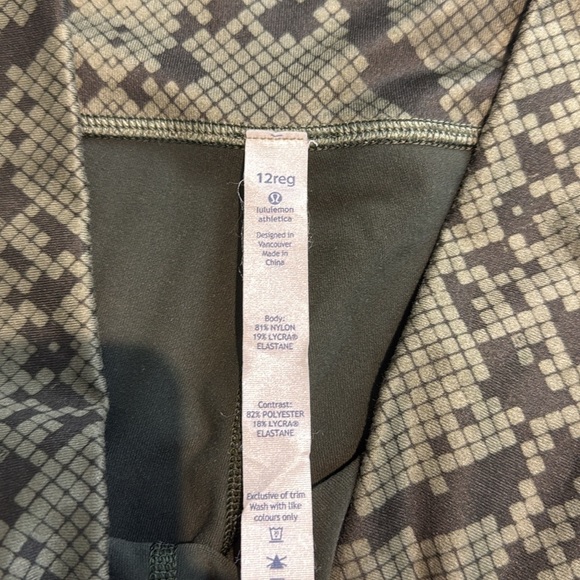 12reg
lululemon
athletica
Designed in
Vancouver
Made in
China
Body:
81% NYLON
19% LYCRA®
ELASTANE
Contrast:
82% POLYESTER
18% LYCRA®
ELASTANE
Exclusive of trim
Wash with like
colours only